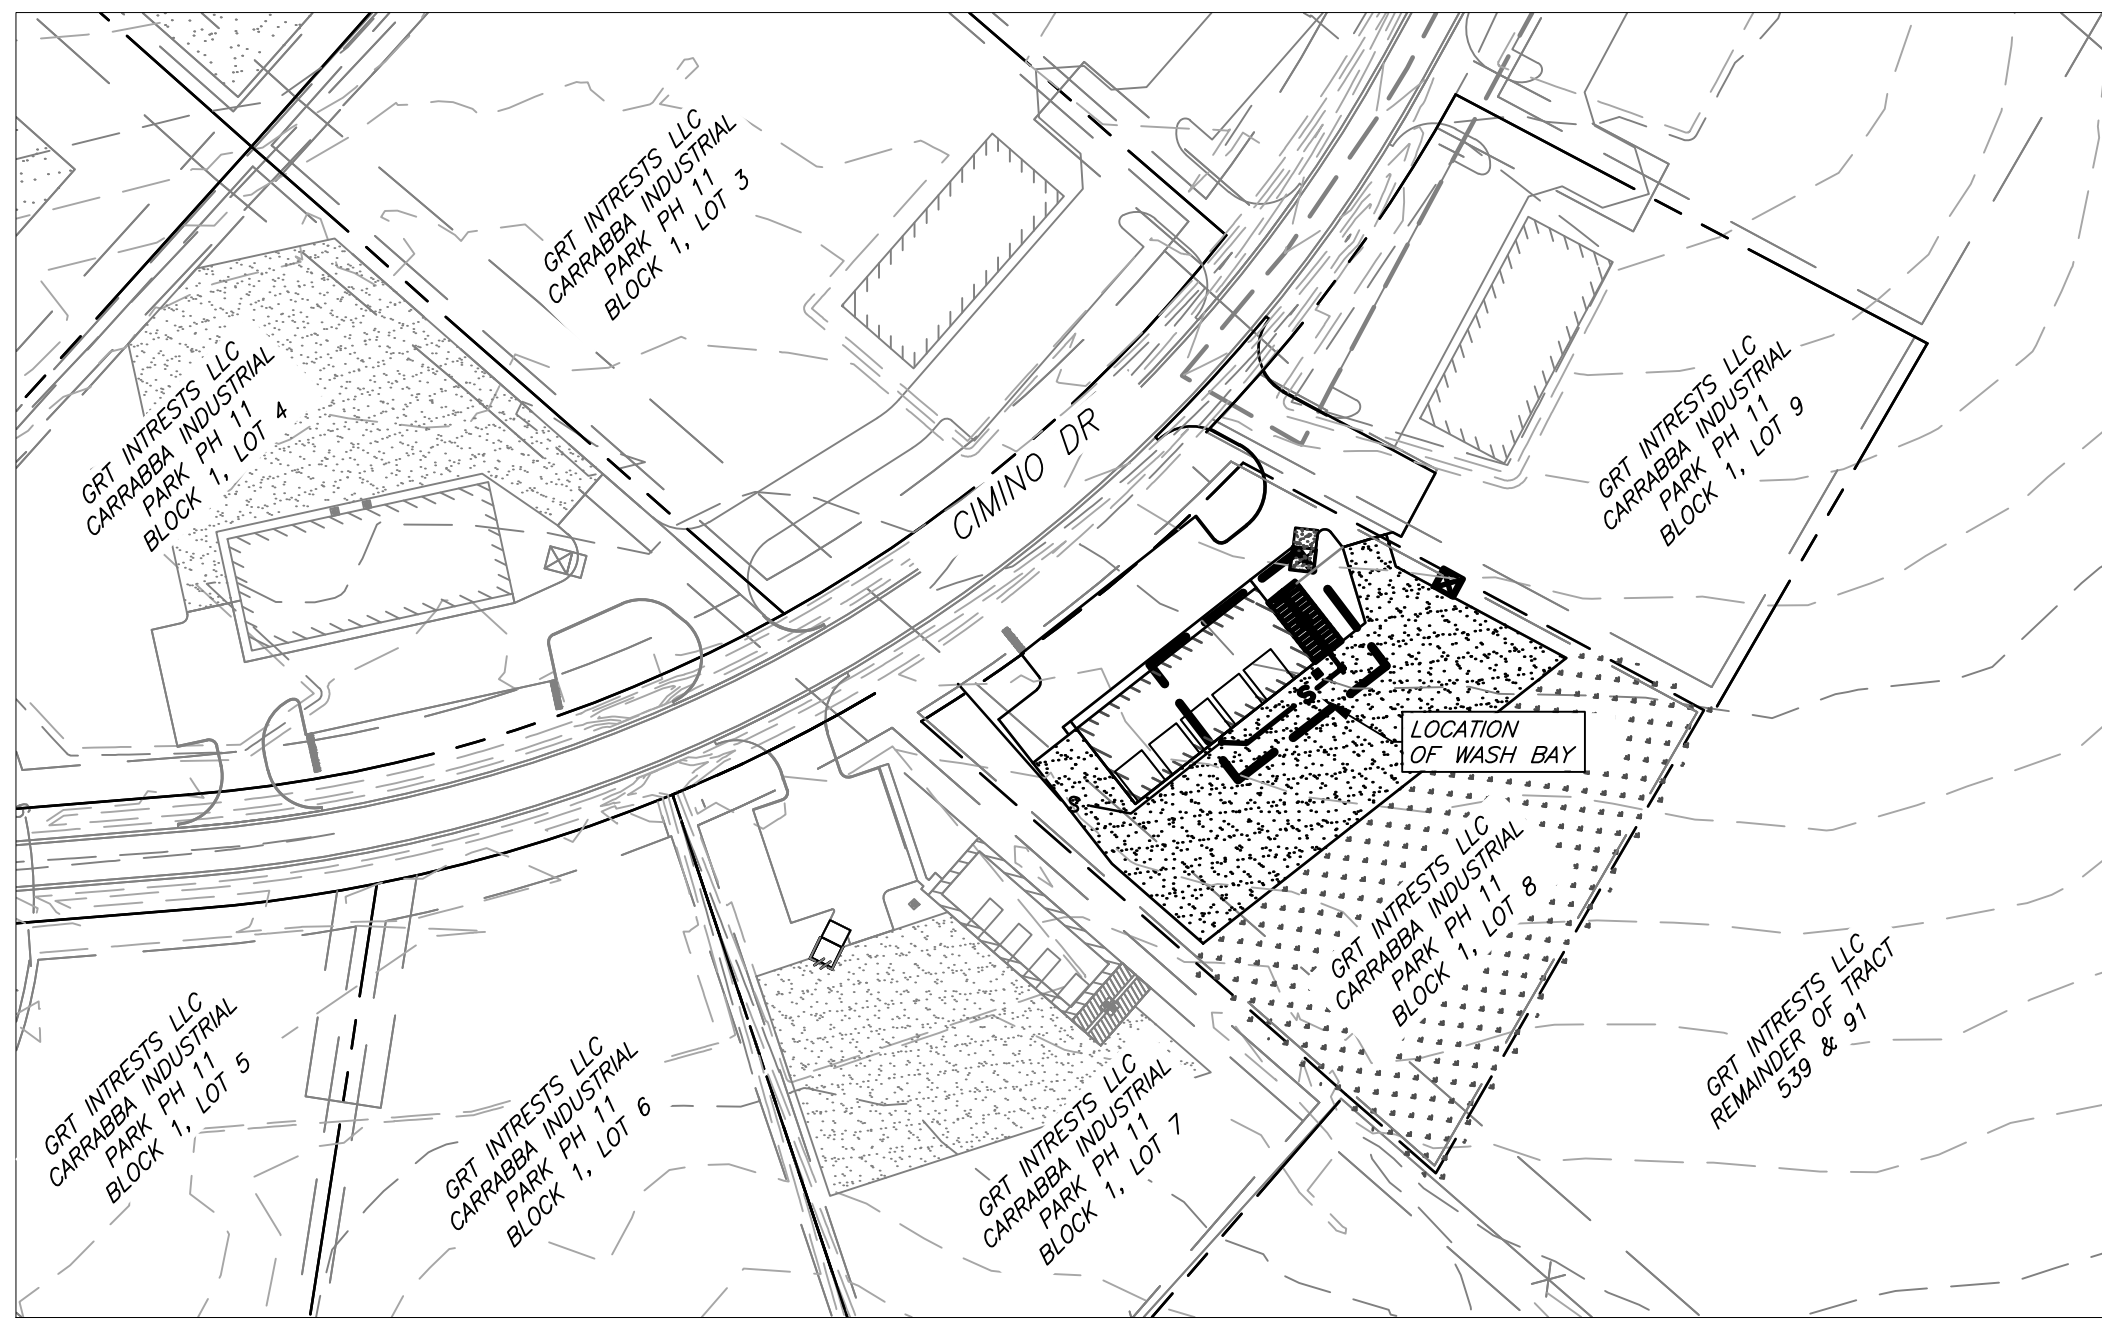 GRT INTRESTS LLC
CARRABBA INDUSTRIAL
PARK PH 11
BLOCK 1, LOT 3
GRT INTRESTS LLC
CARRABBA INDUSTRIAL
PARK PH 11
BLOCK 1, LOT 4
GRT INTRESTS LLC
CARRABBA INDUSTRIAL
PARK PH 11
BLOCK 1, LOT 9
CIMINO DR
S
LOCATION
OF WASH BAY
S
GRT INTRESTS LLC
CARRABBA INDUSTRIAL
PARK PH 11
BLOCK 1, LOT 8
GRT INTRESTS LLC
REMAINDER OF TRACT
539 & 91
GRT INTRESTS LLC
CARRABBA INDUSTRIAL
PARK PH 11
BLOCK 1, LOT 5
GRT INTRESTS LLC
CARRABBA INDUSTRIAL
PARK PH 11
BLOCK 1, LOT 6
GRT INTRESTS LLC
CARRABBA INDUSTRIAL
PARK PH 11
BLOCK 1, LOT 7